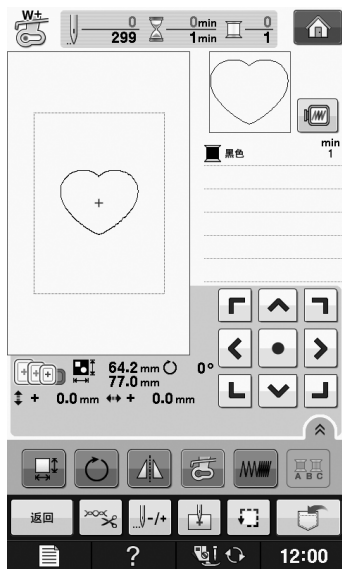 W+ 0 0min 0
299 1min 1
min
黒色 1
64.2 mm 0°
77.0 mm
+ 0.0 mm + 0.0 mm
A B C
返回 -/+
? 12:00